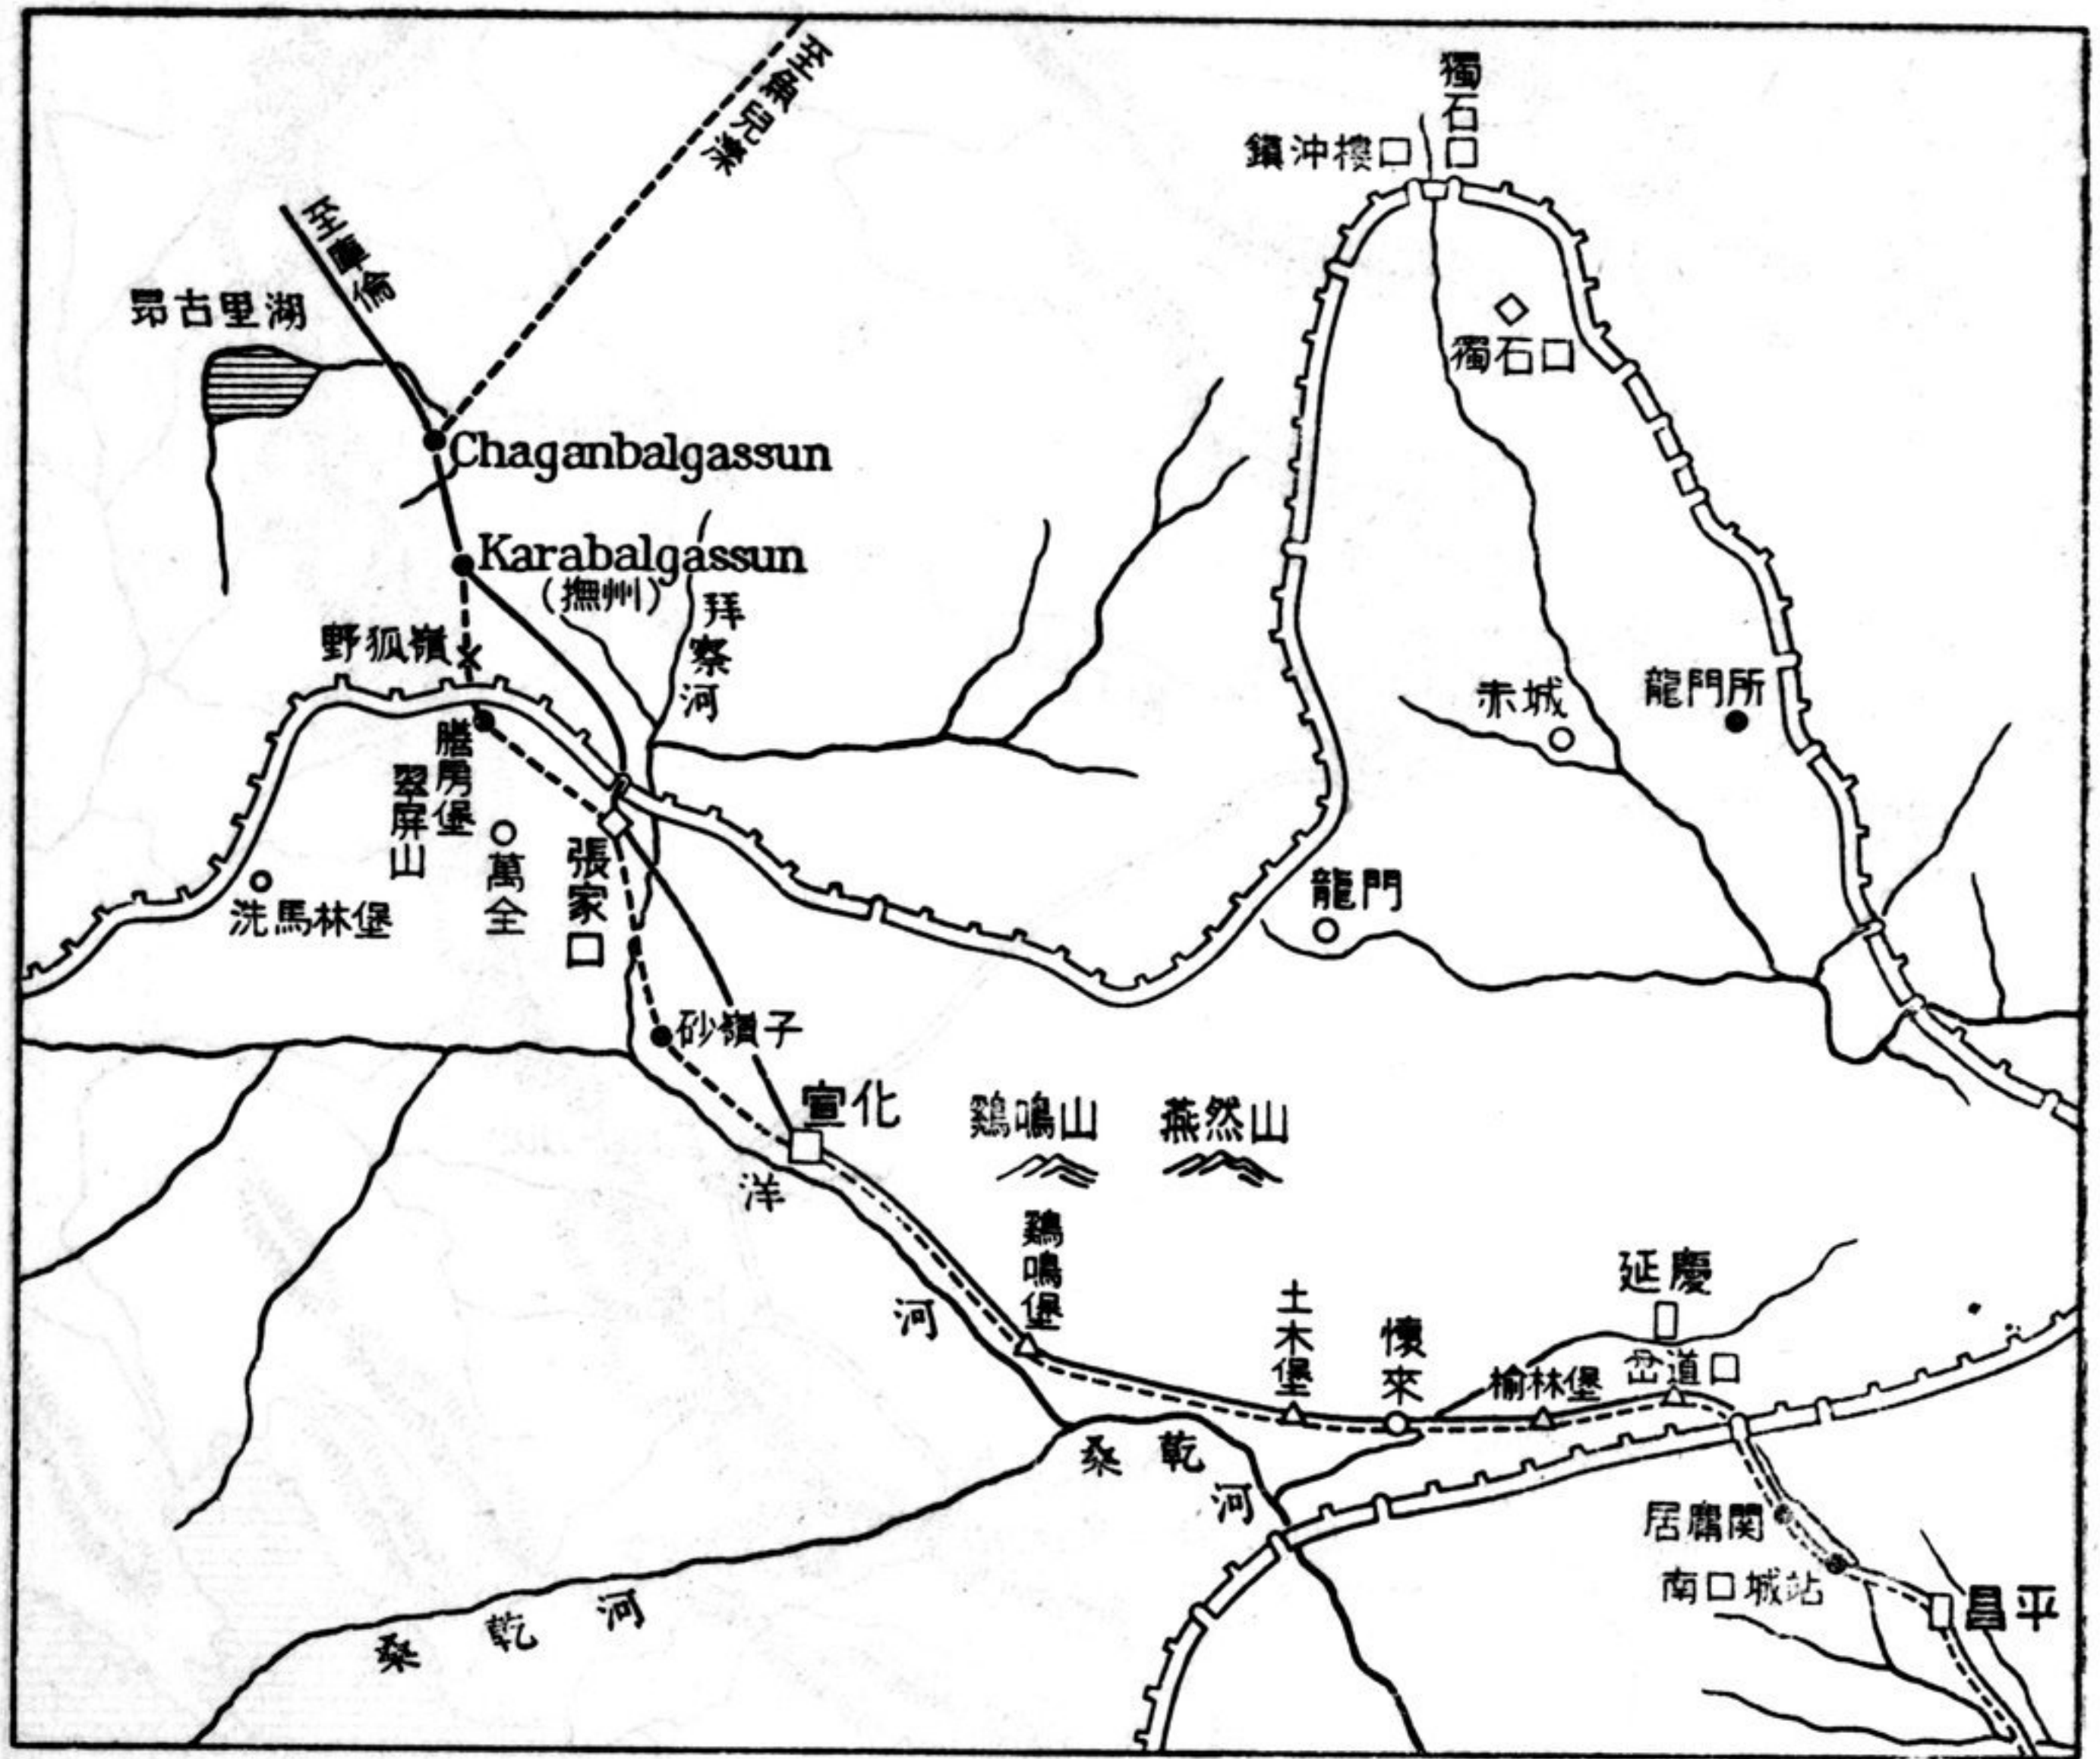 至魚兒濼
獨石口
鎮沖樓口
至庫倫
昂古里湖
獨石口
Chaganbalgassun
Karabalgassun
(撫州)
拜察河
野狐嶺
赤城
龍門所
膳房堡
翠屏山
萬全
張家口
洗馬林堡
龍門
砂嶺子
宣化
鷄鳴山
燕然山
洋河
鷄鳴堡
土木堡
懷來
榆林堡
延慶
岔道口
桑乾河
居庸関
南口城站
昌平
桑乾河